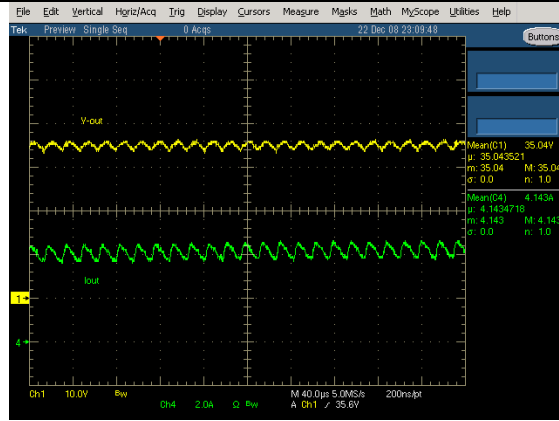 File Edit Vertical Horiz/Acq Trig Display Cursors Measure Masks Math MyScope Utilities Help
Tek Preview Single Seq 0 Acqs 22 Dec 08 23:09:48 Buttons
V-out
Mean(C1) 35.04V
μ: 35.043521
m: 35.04 M: 35.04
σ: 0.0 n: 1.0
Mean(C4) 4.143A
μ: 4.1434718
m: 4.143 M: 4.143
σ: 0.0 n: 1.0
Iout
1
4
Ch1 10.0V Bw M 40.0μs 5.0MS/s 200ns/pt
Ch4 2.0A Ω Bw A Ch1 / 35.6V